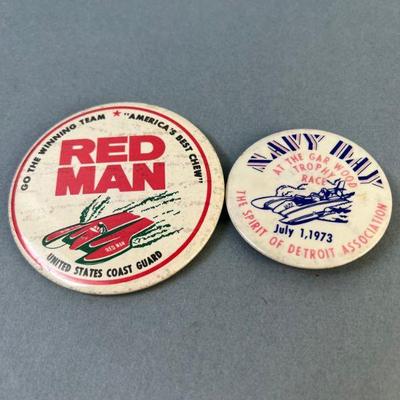 GO THE WINNING TEAM ★ "AMERICA'S BEST CHEW"
RED
MAN
RED MAN
UNITED STATES COAST GUARD
NAVY DAY
AT THE GAR WOOD
TROPHY
RACE
July 1, 1973
THE SPIRIT OF DETROIT ASSOCIATION